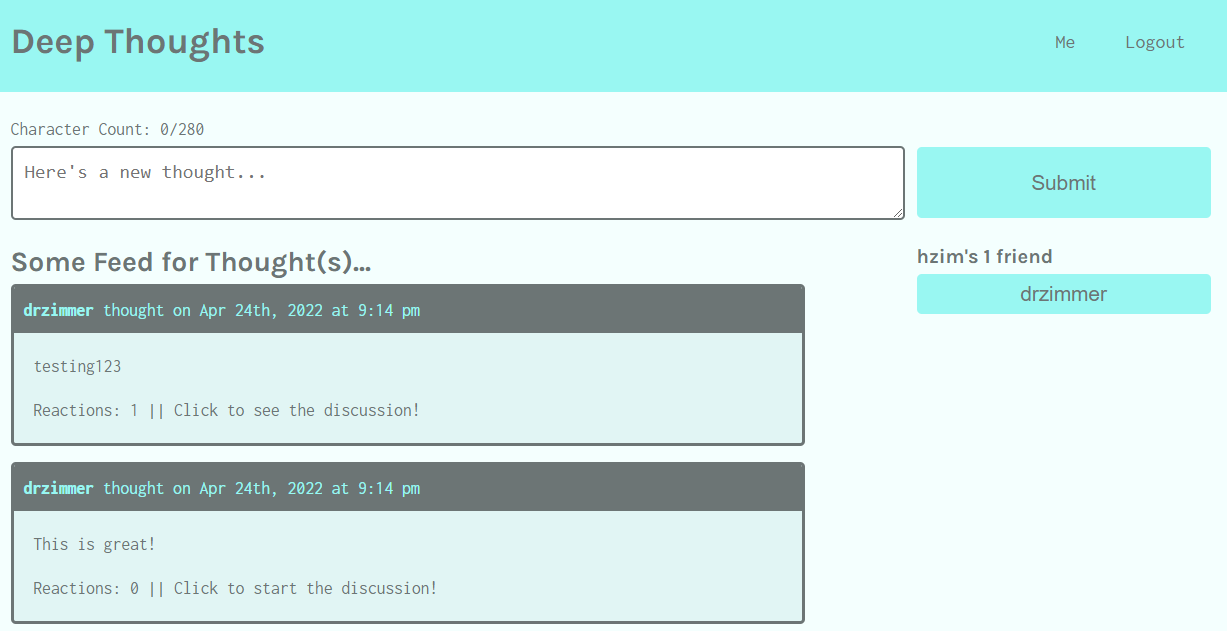 Deep Thoughts
Me
Logout
Character Count: 0/280
Here's a new thought...
Submit
Some Feed for Thought(s)...
drzimmer thought on Apr 24th, 2022 at 9:14 pm
testing123
Reactions: 1 || Click to see the discussion!
drzimmer thought on Apr 24th, 2022 at 9:14 pm
This is great!
Reactions: 0 || Click to start the discussion!
hzim's 1 friend
drzimmer